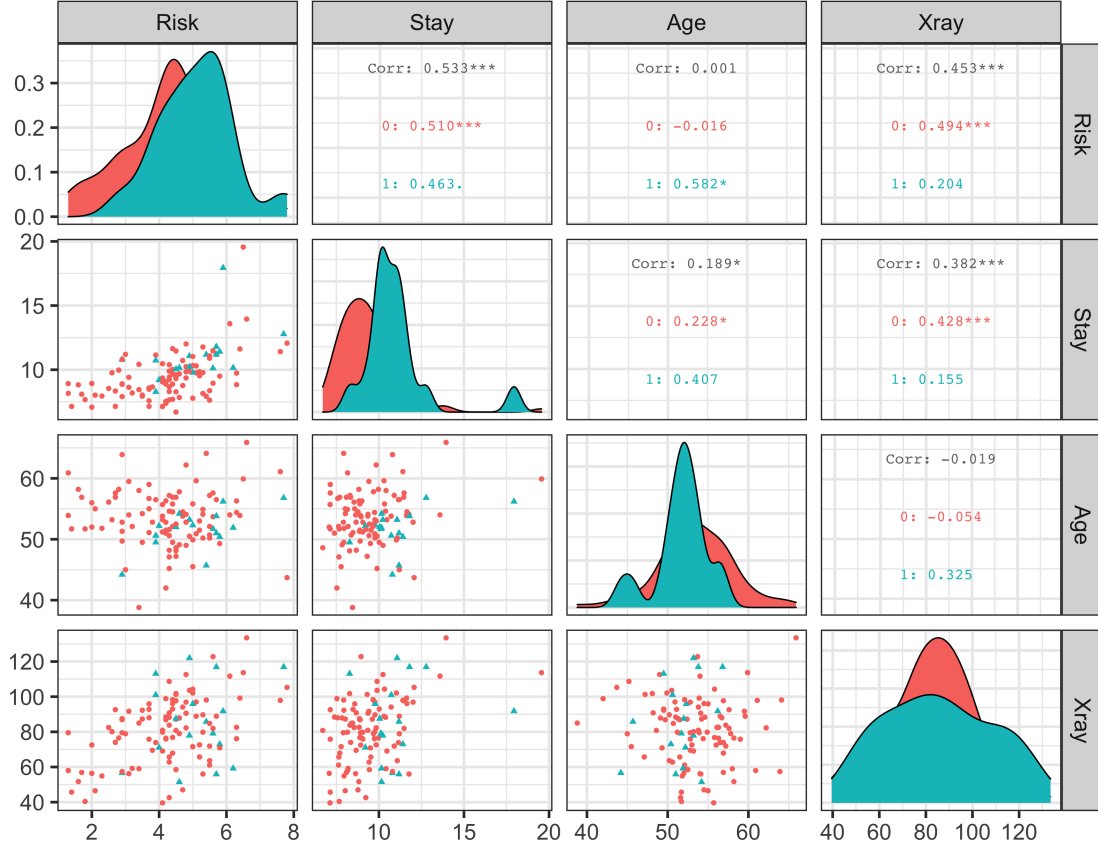 Risk Stay Age Xray
0.3
0.2
0.1
0.0
Corr: 0.533***
0: 0.510***
1: 0.463.
Corr: 0.001
0: -0.016
1: 0.582*
Corr: 0.453***
0: 0.494***
1: 0.204
Risk
20
15
10
Corr: 0.189*
0: 0.228*
1: 0.407
Corr: 0.382***
0: 0.428***
1: 0.155
Stay
60
50
40
Corr: -0.019
0: -0.054
1: 0.325
Age
120
100
80
60
40
Xray
2 4 6 8 10 15 20 40 50 60 40 60 80 100 120